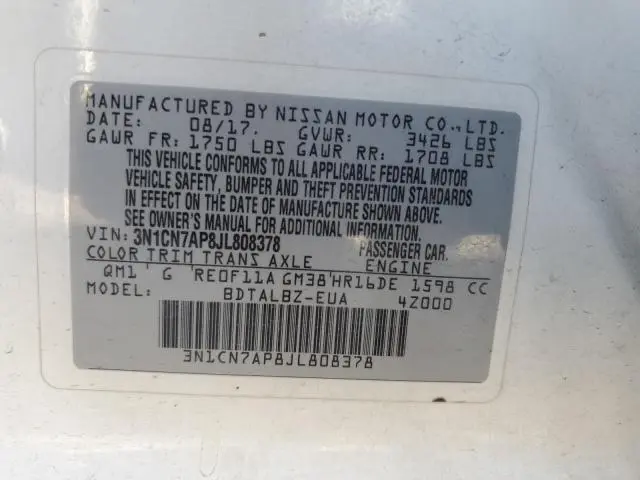 MANUFACTURED BY NISSAN MOTOR CO.,LTD.
DATE: 08/17. GVWR: 3426 LBS
GAWR FR: 1750 LBS GAWR RR: 1708 LBS
THIS VEHICLE CONFORMS TO ALL APPLICABLE FEDERAL MOTOR
VEHICLE SAFETY, BUMPER AND THEFT PREVENTION STANDARDS
IN EFFECT ON THE DATE OF MANUFACTURE SHOWN ABOVE.
SEE OWNER'S MANUAL FOR ADDITIONAL INFORMATION.
VIN: 3N1CN7AP8JL808378 PASSENGER CAR.
COLOR TRIM TRANS AXLE ENGINE
QM1 G RE0F11A GM38 HR16DE 1598 CC
MODEL: BDTALBZ-EUA 4Z000
3N1CN7AP8JL808378